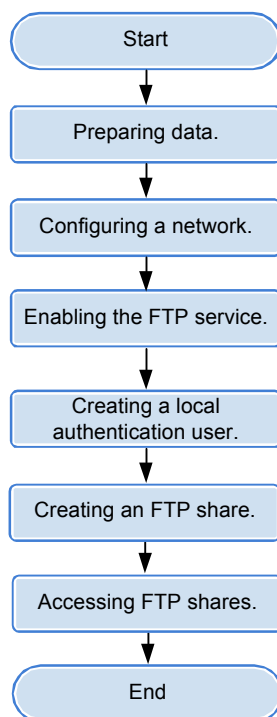 Start
Preparing data.
Configuring a network.
Enabling the FTP service.
Creating a local
authentication user.
Creating an FTP share.
Accessing FTP shares.
End